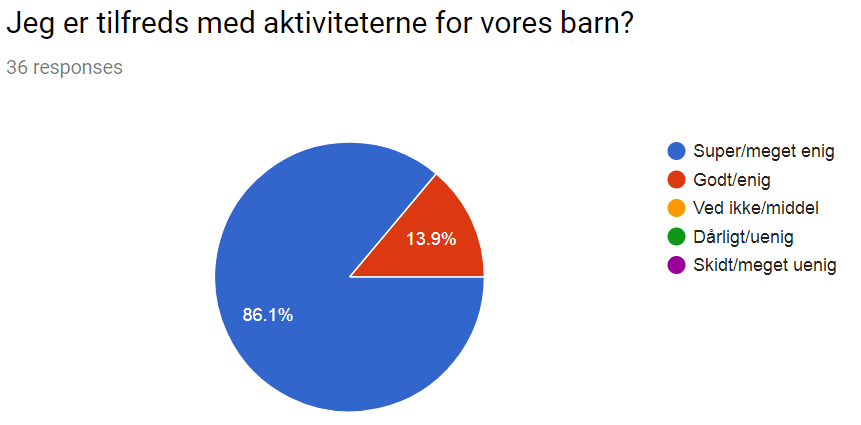 Jeg er tilfreds med aktiviteterne for vores barn?
36 responses
Super/meget enig
Godt/enig
Ved ikke/middel
Dårligt/uenig
Skidt/meget uenig
13.9%
86.1%